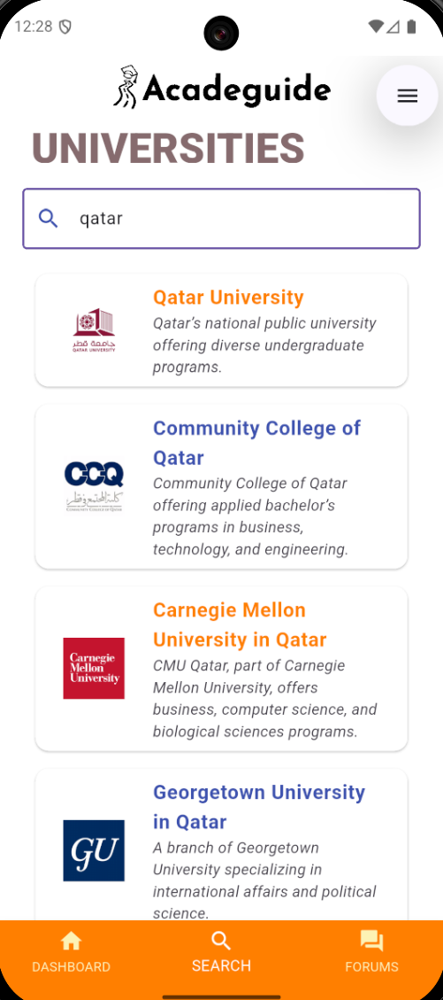 12:28
Acadeguide
UNIVERSITIES
qatar
Qatar University
Qatar’s national public university
offering diverse undergraduate
programs.
جامعة قطر
QATAR UNIVERSITY
Community College of
Qatar
Community College of Qatar
offering applied bachelor’s
programs in business,
technology, and engineering.
CCQ
كلية المجتمع في قطر
COMMUNITY COLLEGE OF QATAR
Carnegie Mellon
University in Qatar
CMU Qatar, part of Carnegie
Mellon University, offers
business, computer science, and
biological sciences programs.
Carnegie
Mellon
University
Georgetown University
in Qatar
A branch of Georgetown
University specializing in
international affairs and political
science.
GU
DASHBOARD
SEARCH
FORUMS